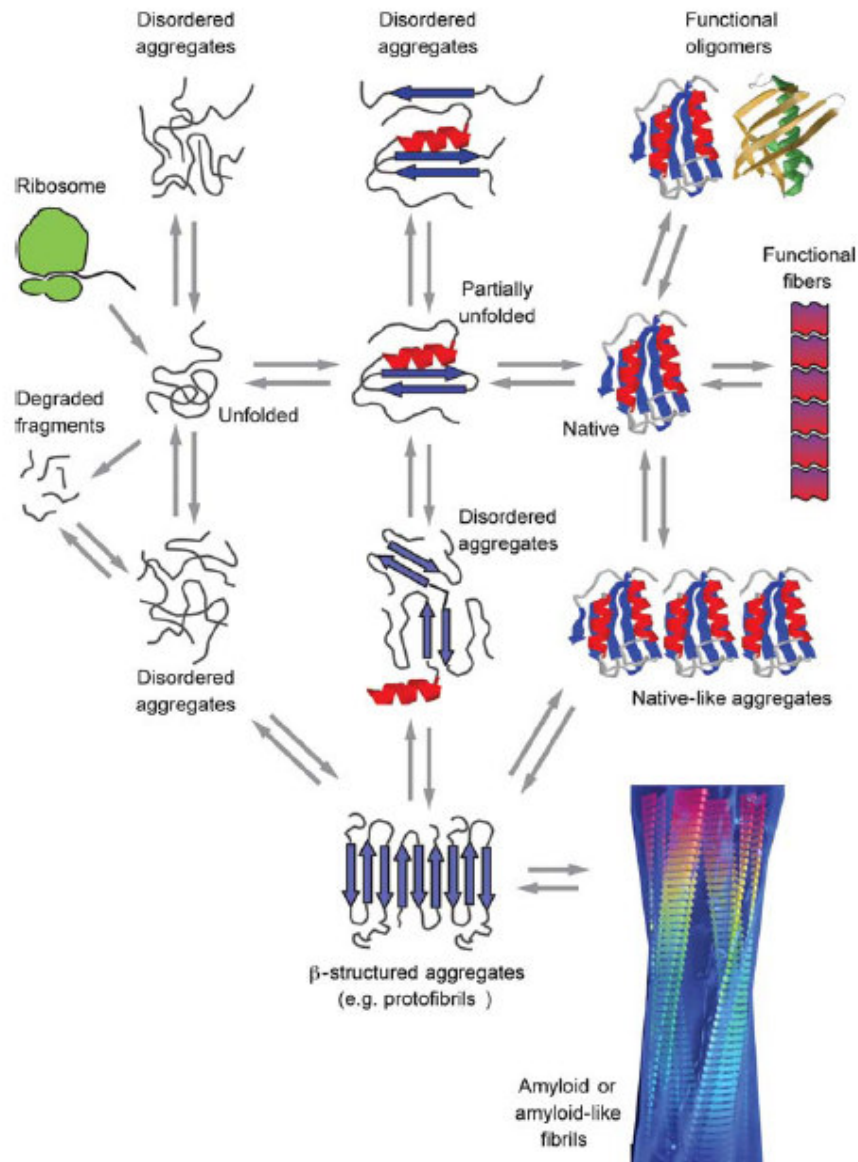 Disordered
aggregates
Disordered
aggregates
Functional
oligomers
Ribosome
Functional
fibers
Partially
unfolded
Degraded
fragments
Unfolded
Native
Disordered
aggregates
Disordered
aggregates
Native-like aggregates
β-structured aggregates
(e.g. protofibrils )
Amyloid or
amyloid-like
fibrils